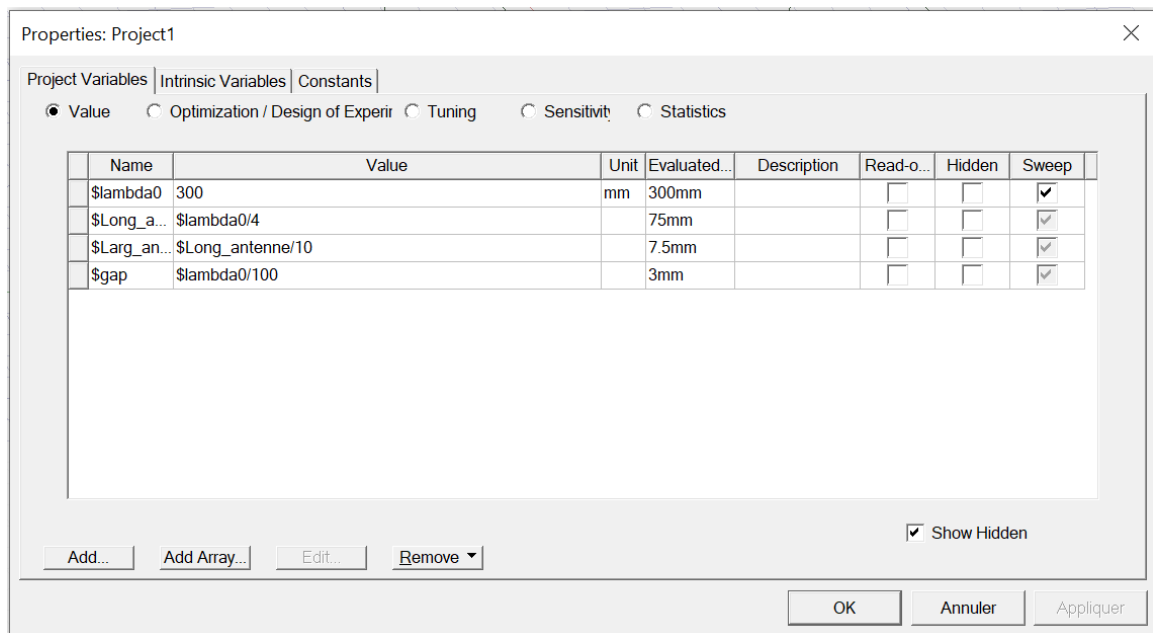 Properties: Project1
Project Variables Intrinsic Variables Constants
Value Optimization / Design of Experir Tuning Sensitivity Statistics
Name Value Unit Evaluated... Description Read-o... Hidden Sweep
$lambda0 300 mm 300mm
$Long_a... $lambda0/4 75mm
$Larg_an... $Long_antenne/10 7.5mm
$gap $lambda0/100 3mm
Show Hidden
Add... Add Array... Edit... Remove
OK Annuler Appliquer